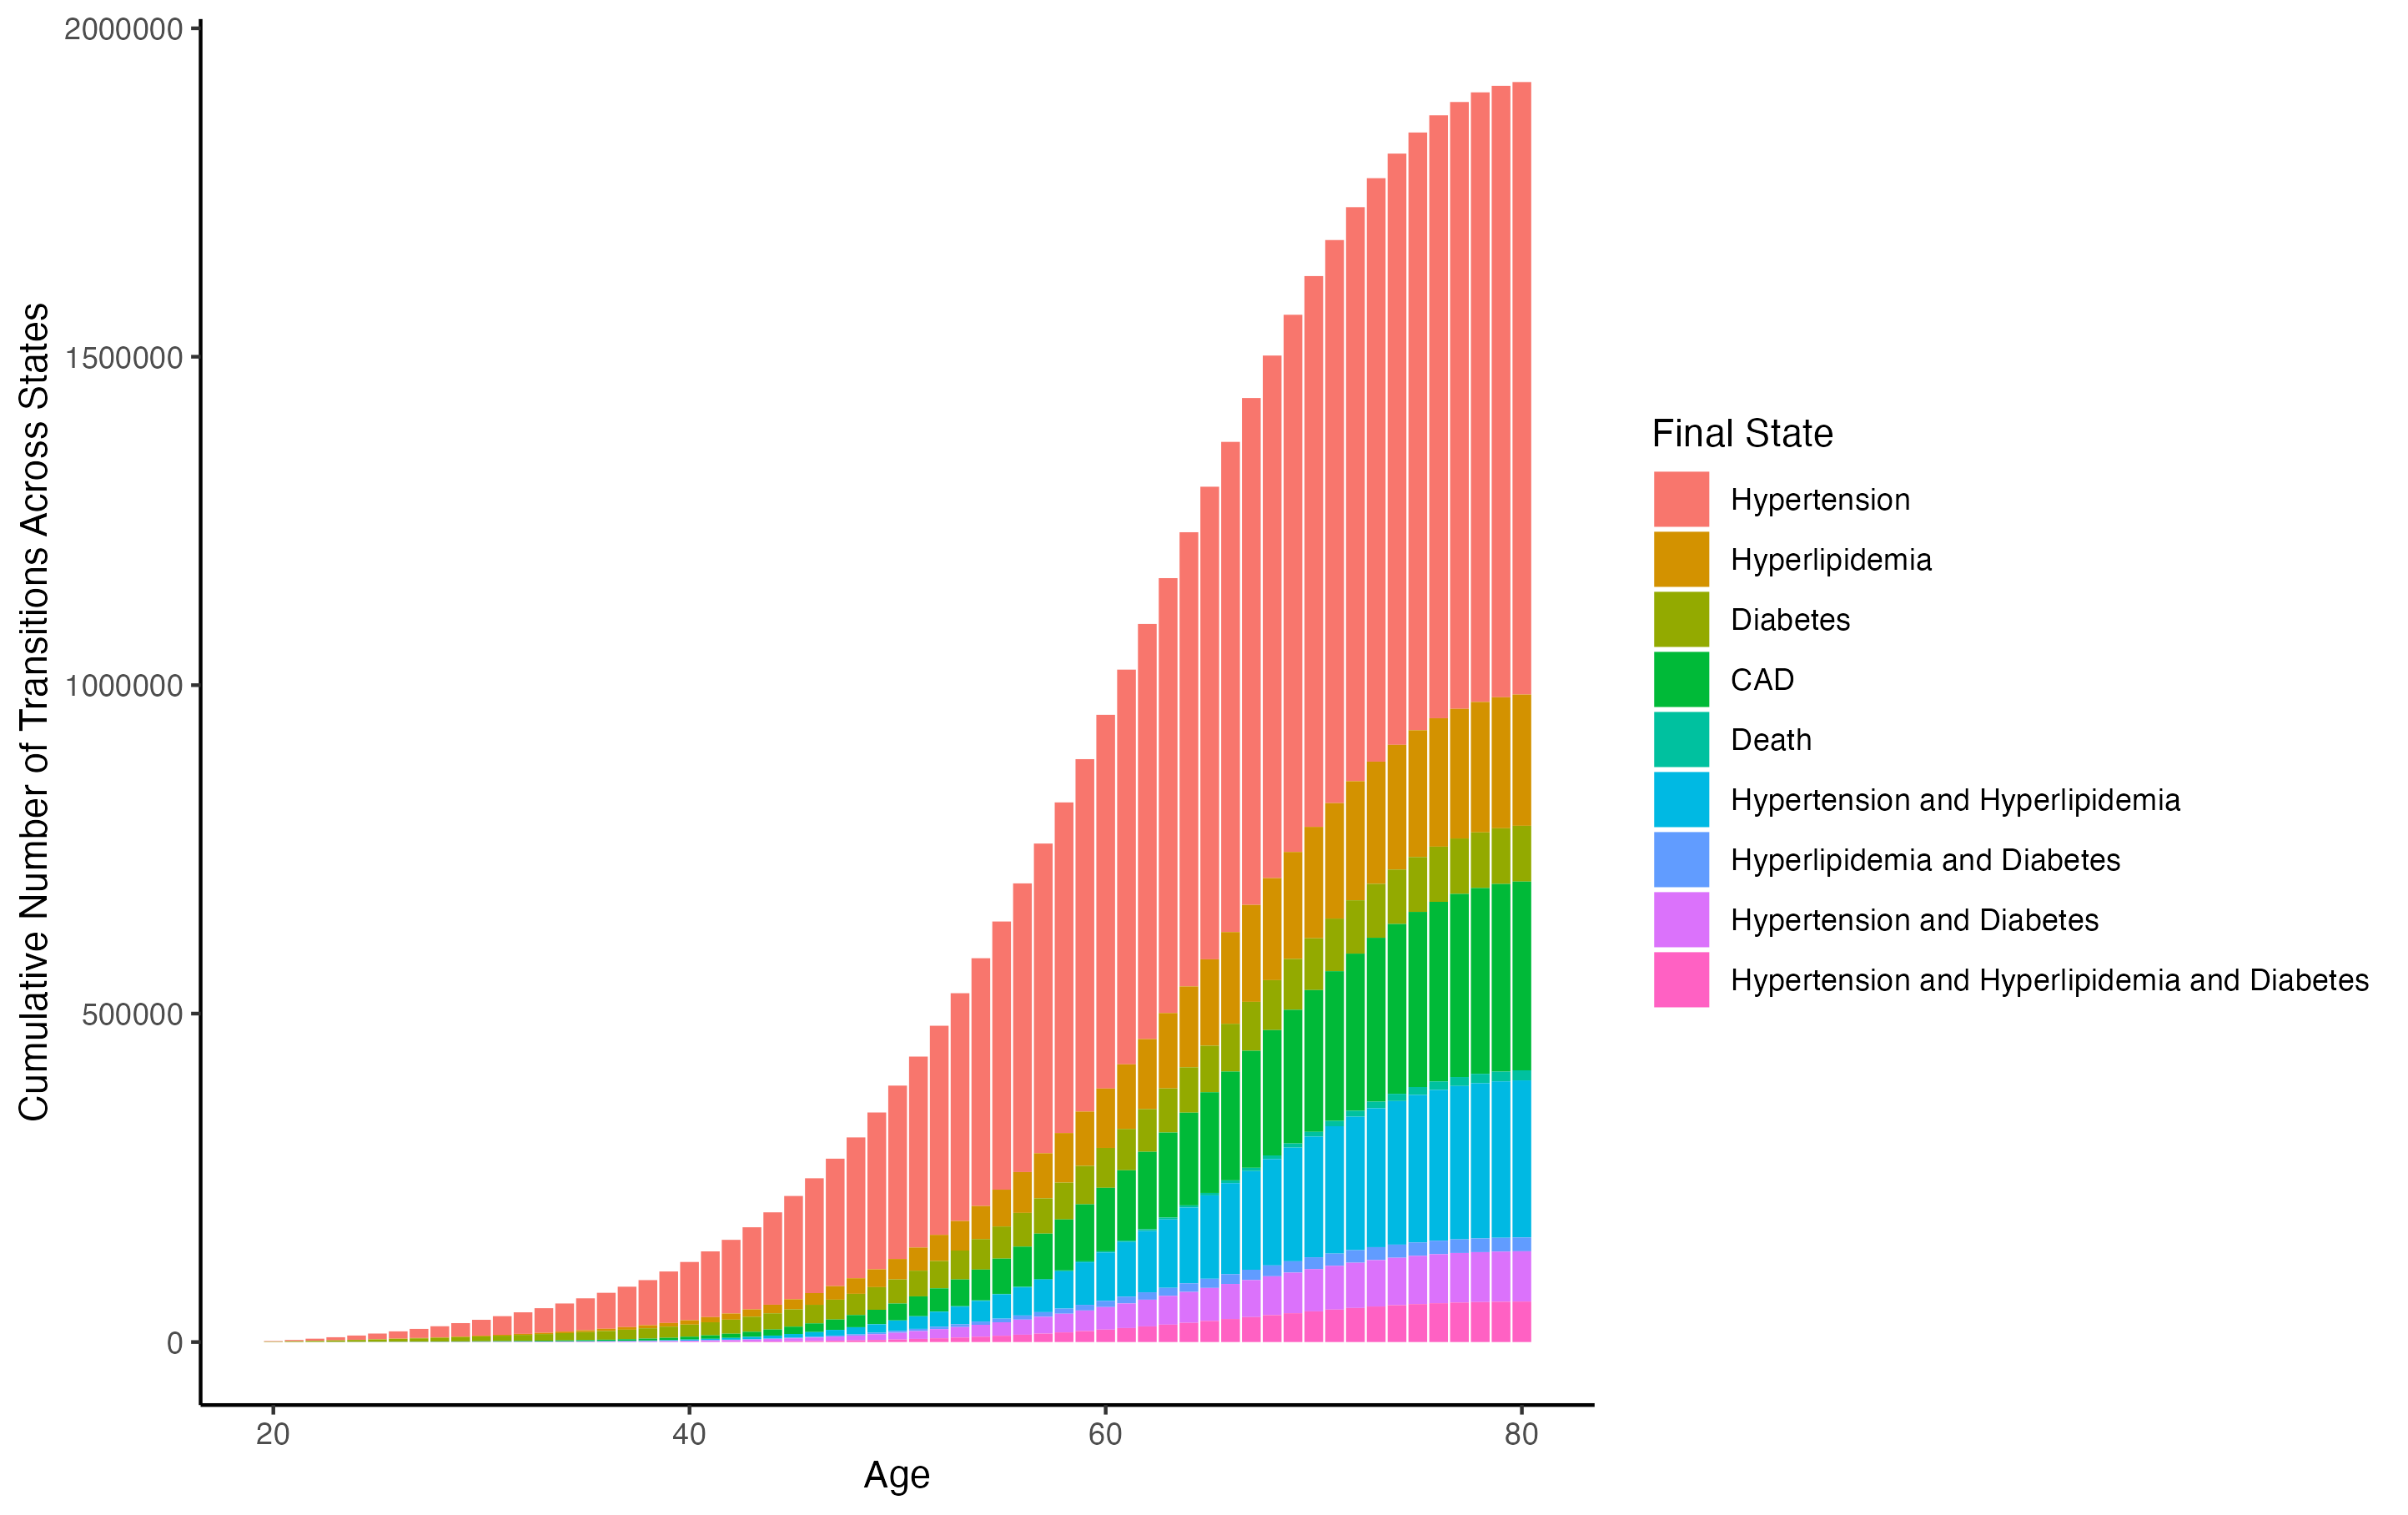 Cumulative Number of Transitions Across States
2000000
1500000
1000000
500000
0
20 40 60 80
Age
Final State
Hypertension
Hyperlipidemia
Diabetes
CAD
Death
Hypertension and Hyperlipidemia
Hyperlipidemia and Diabetes
Hypertension and Diabetes
Hypertension and Hyperlipidemia and Diabetes